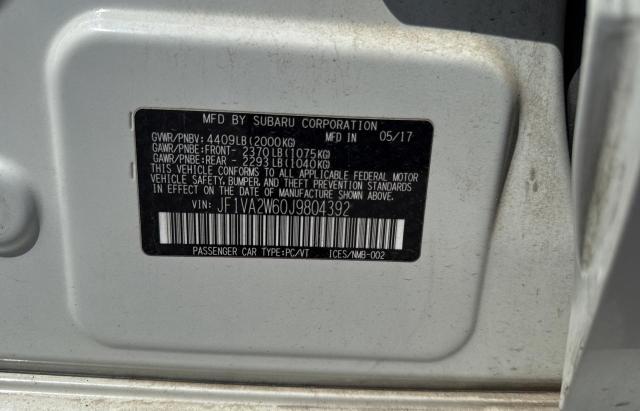 MFD BY SUBARU CORPORATION 05/17
GVWR/PNBV: 4409LB(2000KG)
GAWR/PNBE:FRONT- 2370LB(1075KG)
GAWR/PNBE:REAR - 2293LB(1040KG)
THIS VEHICLE CONFORMS TO ALL APPLICABLE FEDERAL MOTOR
VEHICLE SAFETY, BUMPER, AND THEFT PREVENTION STANDARDS
IN EFFECT ON THE DATE OF MANUFACTURE SHOWN ABOVE.
VIN: JF1VA2W60J9804392
PASSENGER CAR TYPE:PC/VT ICES/NMB-002